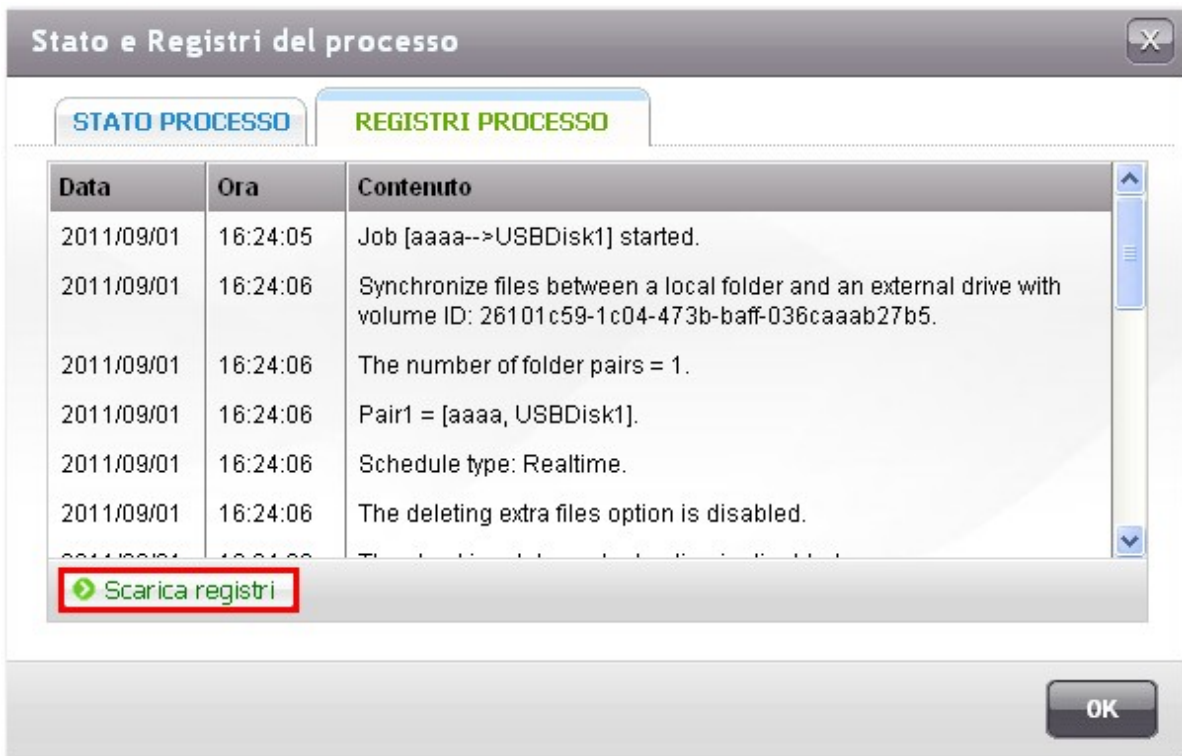 Stato e Registri del processo
X
STATO PROCESSO REGISTRI PROCESSO
Data Ora Contenuto
2011/09/01 16:24:05 Job [aaaa-->USBDisk1] started.
2011/09/01 16:24:06 Synchronize files between a local folder and an external drive with
volume ID: 26101c59-1c04-473b-baff-036caaab27b5.
2011/09/01 16:24:06 The number of folder pairs = 1.
2011/09/01 16:24:06 Pair1 = [aaaa, USBDisk1].
2011/09/01 16:24:06 Schedule type: Realtime.
2011/09/01 16:24:06 The deleting extra files option is disabled.
Scarica registri
OK